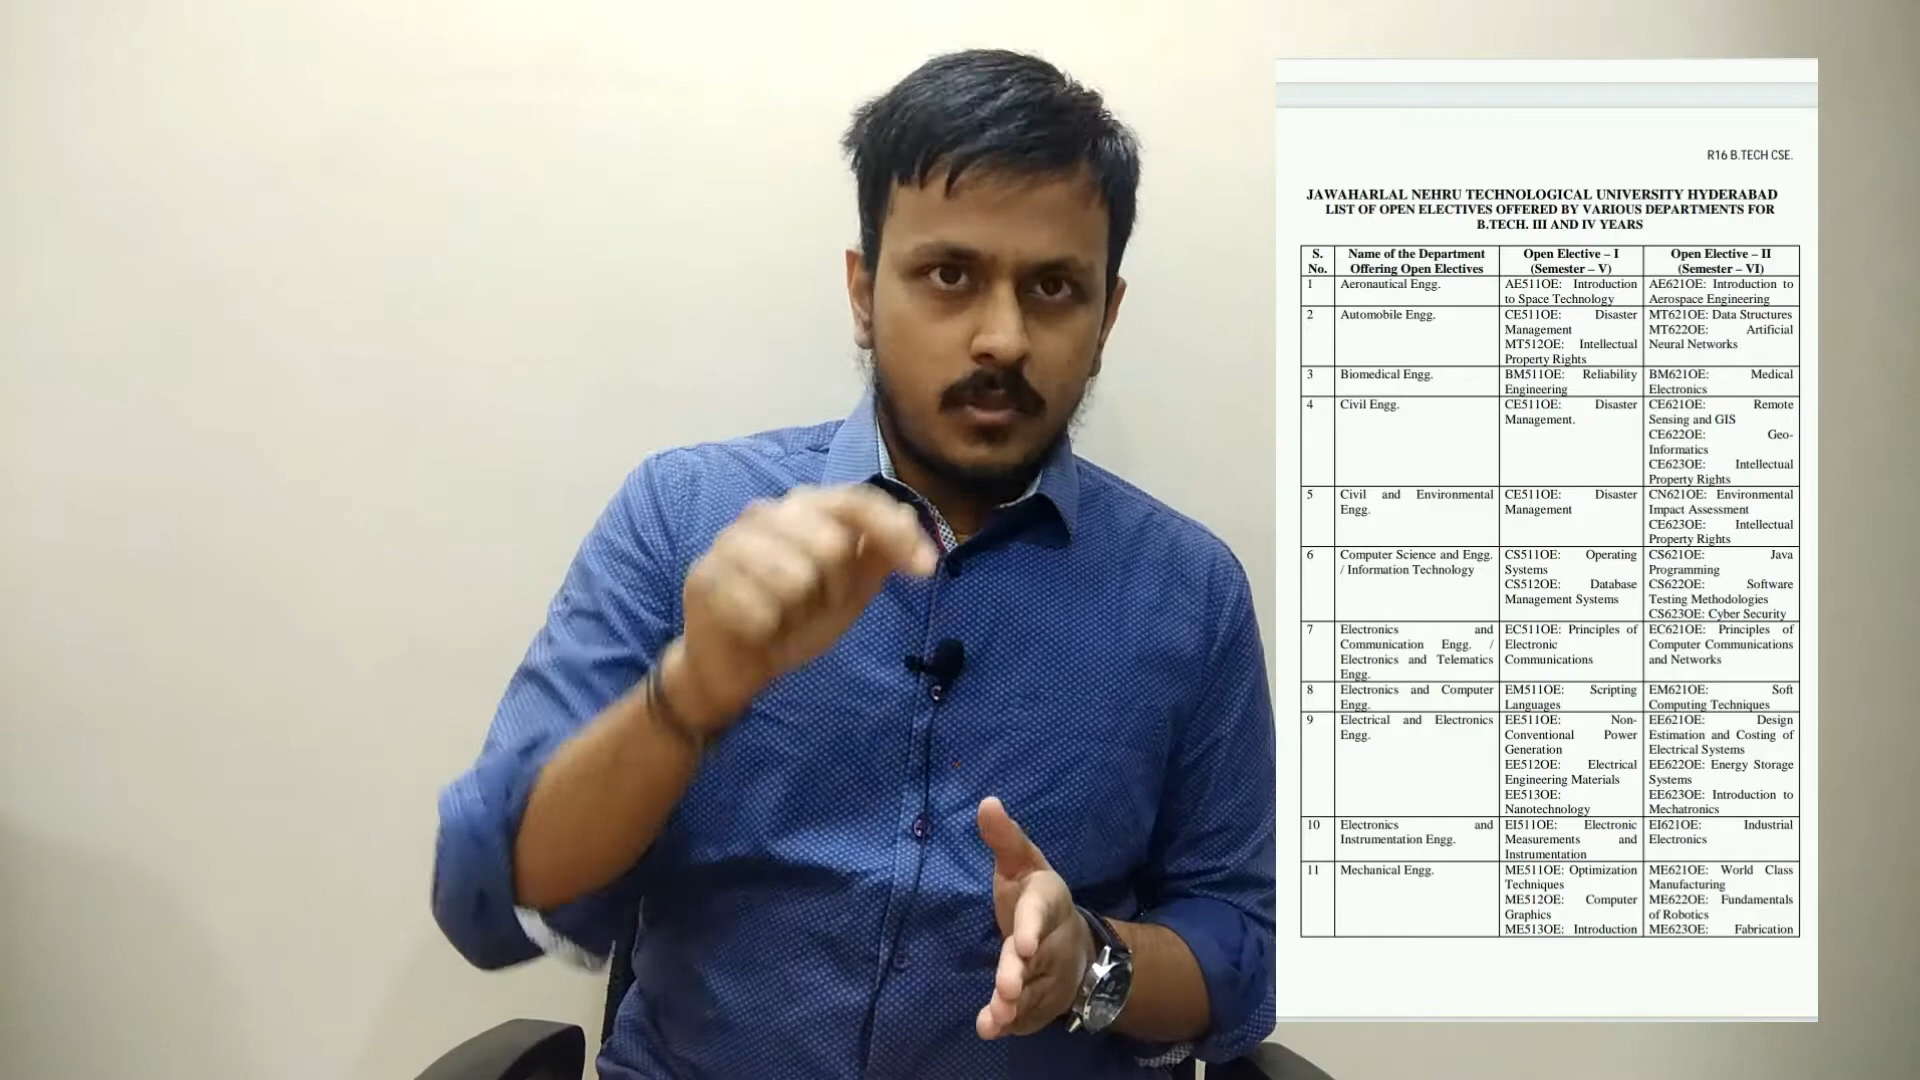 R16 B.TECH CSE.
JAWAHARLAL NEHRU TECHNOLOGICAL UNIVERSITY HYDERABAD
LIST OF OPEN ELECTIVES OFFERED BY VARIOUS DEPARTMENTS FOR
B.TECH. III AND IV YEARS
S. Name of the Department Open Elective – I Open Elective – II
No. Offering Open Electives (Semester – V) (Semester – VI)
1 Aeronautical Engg. AE511OE: Introduction AE621OE: Introduction to
to Space Technology Aerospace Engineering
2 Automobile Engg. CE511OE: Disaster MT621OE: Data Structures
Management MT622OE: Artificial
MT512OE: Intellectual Neural Networks
Property Rights
3 Biomedical Engg. BM511OE: Reliability BM621OE: Medical
Engineering Electronics
4 Civil Engg. CE511OE: Disaster CE621OE: Remote
Management. Sensing and GIS
CE622OE: Geo-
Informatics
CE623OE: Intellectual
Property Rights
5 Civil and Environmental CE511OE: Disaster CN621OE: Environmental
Engg. Management Impact Assessment
CE623OE: Intellectual
Property Rights
6 Computer Science and Engg. CS511OE: Operating CS621OE: Java
/ Information Technology Systems Programming
CS512OE: Database CS622OE: Software
Management Systems Testing Methodologies
CS623OE: Cyber Security
7 Electronics and EC511OE: Principles of EC621OE: Principles of
Communication Engg. / Electronic Computer Communications
Electronics and Telematics Communications and Networks
Engg.
8 Electronics and Computer EM511OE: Scripting EM621OE: Soft
Engg. Languages Computing Techniques
9 Electrical and Electronics EE511OE: Non- EE621OE: Design
Engg. Conventional Power Estimation and Costing of
Generation Electrical Systems
EE512OE: Electrical EE622OE: Energy Storage
Engineering Materials Systems
EE513OE: EE623OE: Introduction to
Nanotechnology Mechatronics
10 Electronics and EI511OE: Electronic EI621OE: Industrial
Instrumentation Engg. Measurements and Electronics
Instrumentation
11 Mechanical Engg. ME511OE: Optimization ME621OE: World Class
Techniques Manufacturing
ME512OE: Computer ME622OE: Fundamentals
Graphics of Robotics
ME513OE: Introduction ME623OE: Fabrication